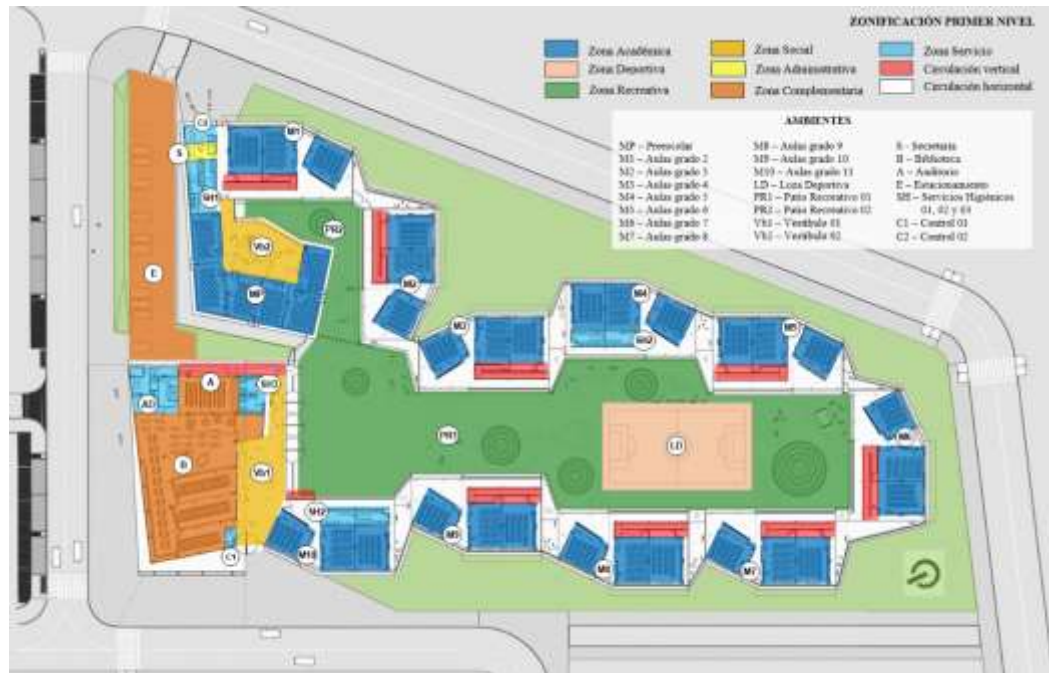 ZONIFICACIÓN PRIMER NIVEL
Zona Académica
Zona Deportiva
Zona Recreativa
Zona Social
Zona Administrativa
Zona Complementaria
Zona Servicio
Circulación vertical
Circulación horizontal
AMBIENTES
MP – Preescolar
M1 – Aulas grado 2
M2 – Aulas grado 3
M3 – Aulas grado 4
M4 – Aulas grado 5
M5 – Aulas grado 6
M6 – Aulas grado 7
M7 – Aulas grado 8
M8 – Aulas grado 9
M9 – Aulas grado 10
M10 – Aulas grado 11
LD – Loza Deportiva
PR1 – Patio Recreativo 01
PR2 – Patio Recreativo 02
Vb1 – Vestíbulo 01
Vb2 – Vestíbulo 02
S - Secretaria
B – Biblioteca
A – Auditorio
E – Estacionamiento
SH – Servicios Higiénicos
01, 02 y 03
C1 – Control 01
C2 – Control 02
C2
M1
S
SH1
PR2
Vb2
E
MP
M4
M3
SH2
M5
A
AD
M6
PR1
LD
B
Vb1
M9
C1
M10
M8
M7